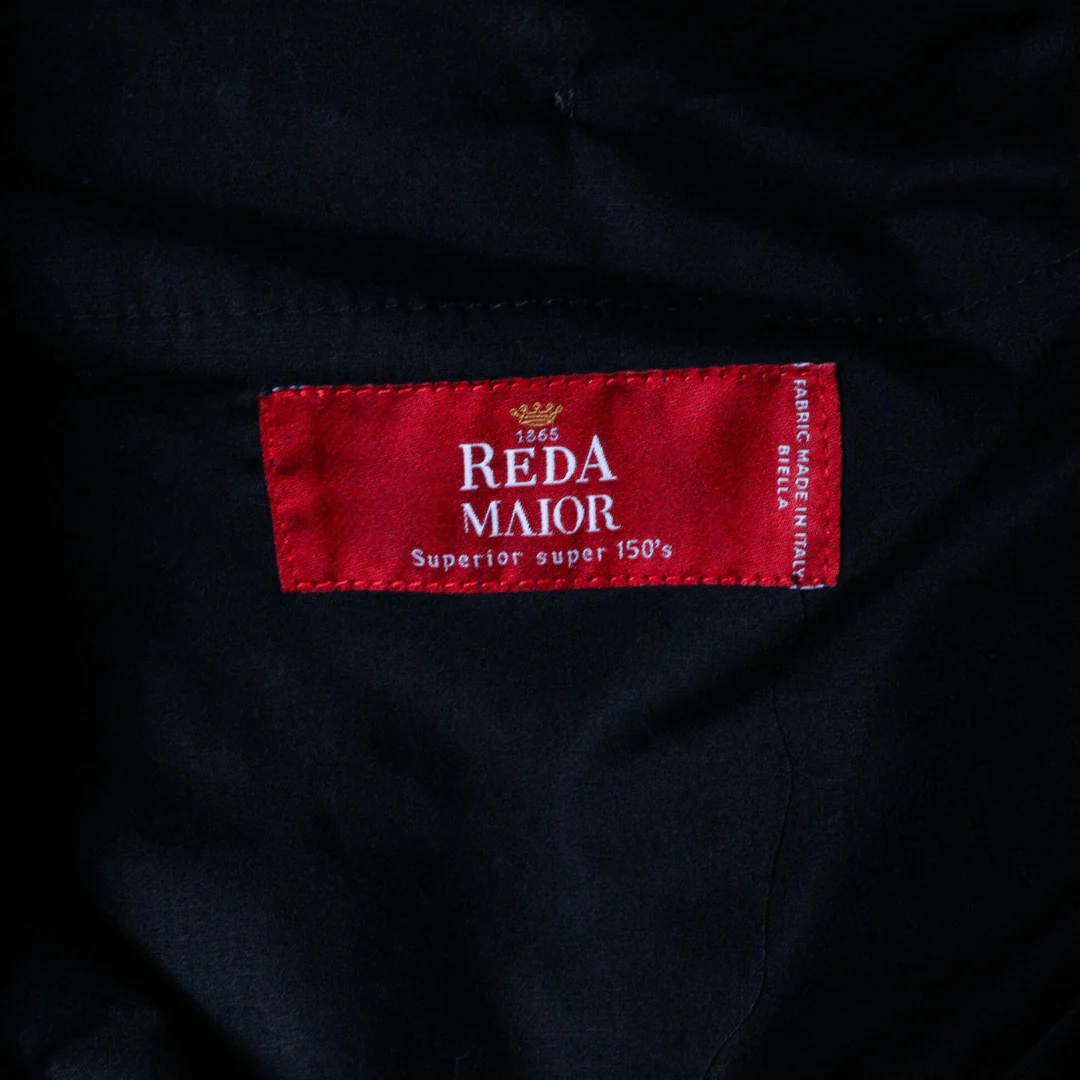 1865
REDA
MAIOR
Superior super 150's
FABRIC MADE IN ITALY
BIELLA